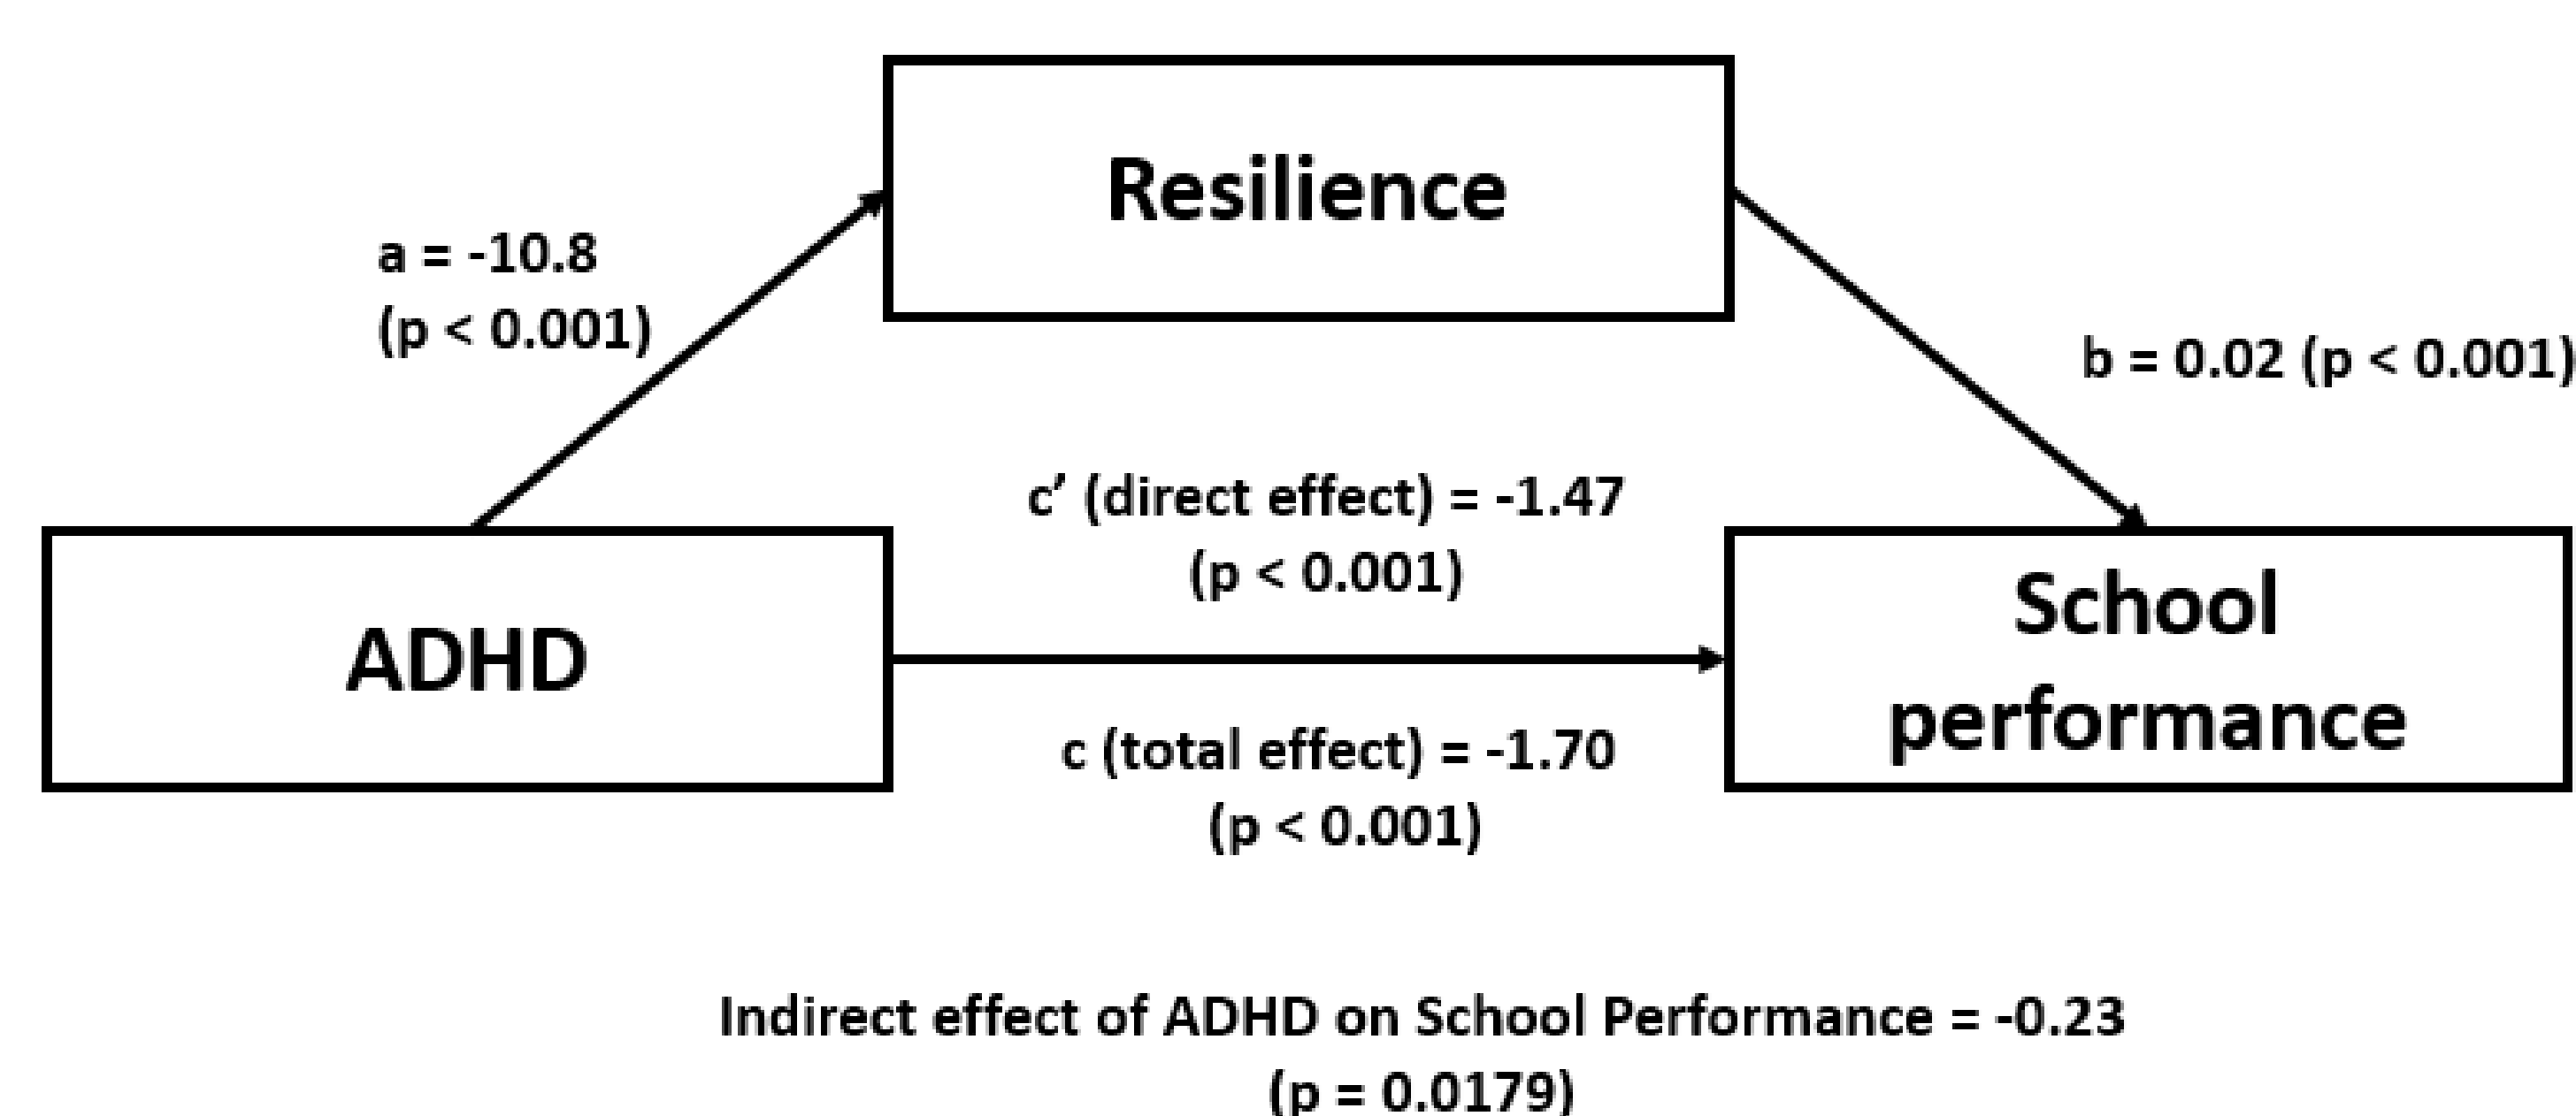 Resilience
a = -10.8
(p < 0.001)
b = 0.02 (p < 0.001)
c’ (direct effect) = -1.47
(p < 0.001)
ADHD
School
performance
c (total effect) = -1.70
(p < 0.001)
Indirect effect of ADHD on School Performance = -0.23
(p = 0.0179)